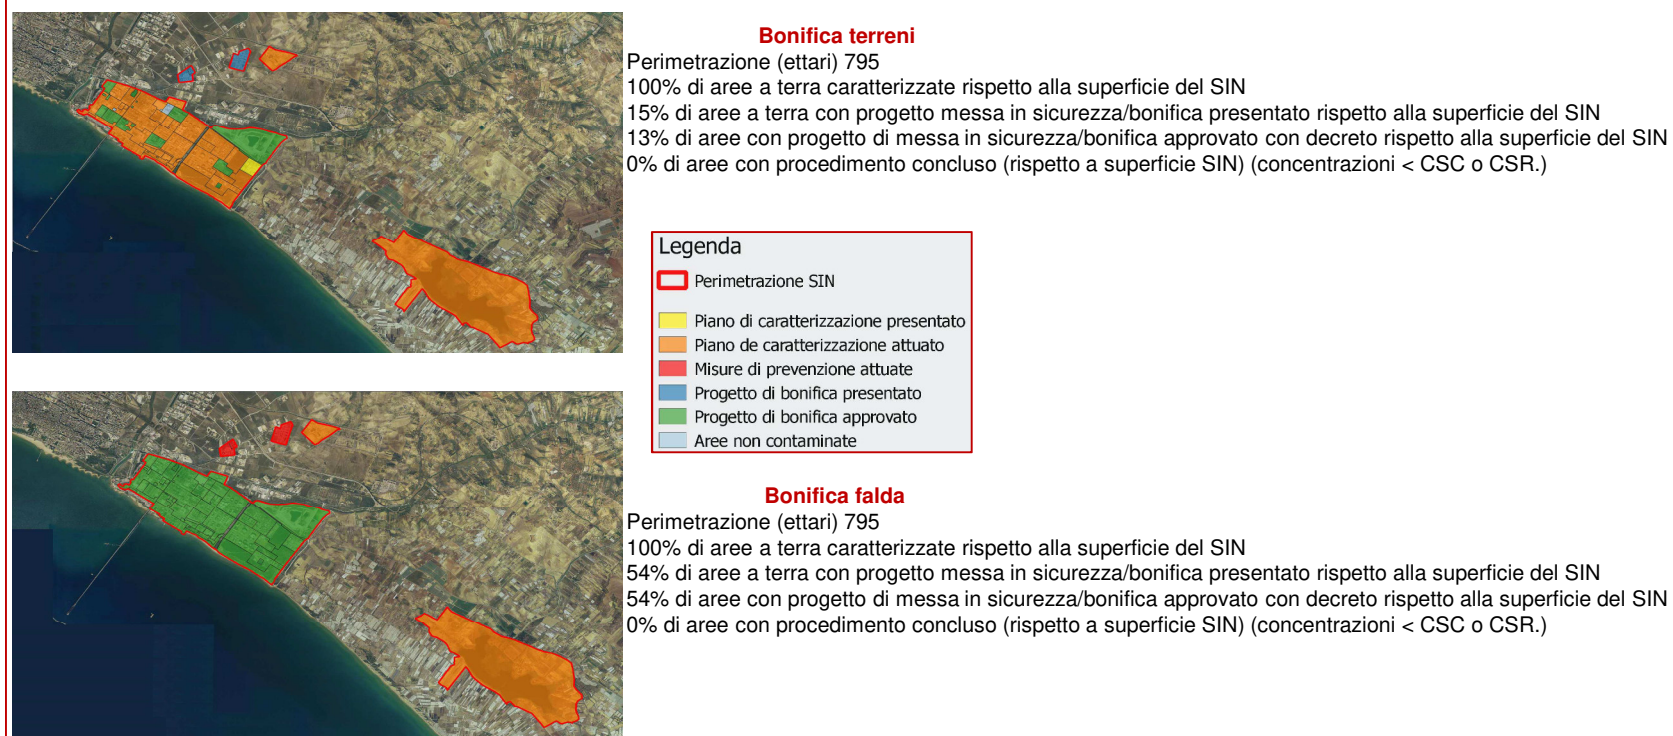 Bonifica terreni
Perimetrazione (ettari) 795
100% di aree a terra caratterizzate rispetto alla superficie del SIN
15% di aree a terra con progetto messa in sicurezza/bonifica presentato rispetto alla superficie del SIN
13% di aree con progetto di messa in sicurezza/bonifica approvato con decreto rispetto alla superficie del SIN
0% di aree con procedimento concluso (rispetto a superficie SIN) (concentrazioni < CSC o CSR.)
Legenda
Perimetrazione SIN
Piano di caratterizzazione presentato
Piano de caratterizzazione attuato
Misure di prevenzione attuate
Progetto di bonifica presentato
Progetto di bonifica approvato
Aree non contaminate
Bonifica falda
Perimetrazione (ettari) 795
100% di aree a terra caratterizzate rispetto alla superficie del SIN
54% di aree a terra con progetto messa in sicurezza/bonifica presentato rispetto alla superficie del SIN
54% di aree con progetto di messa in sicurezza/bonifica approvato con decreto rispetto alla superficie del SIN
0% di aree con procedimento concluso (rispetto a superficie SIN) (concentrazioni < CSC o CSR.)